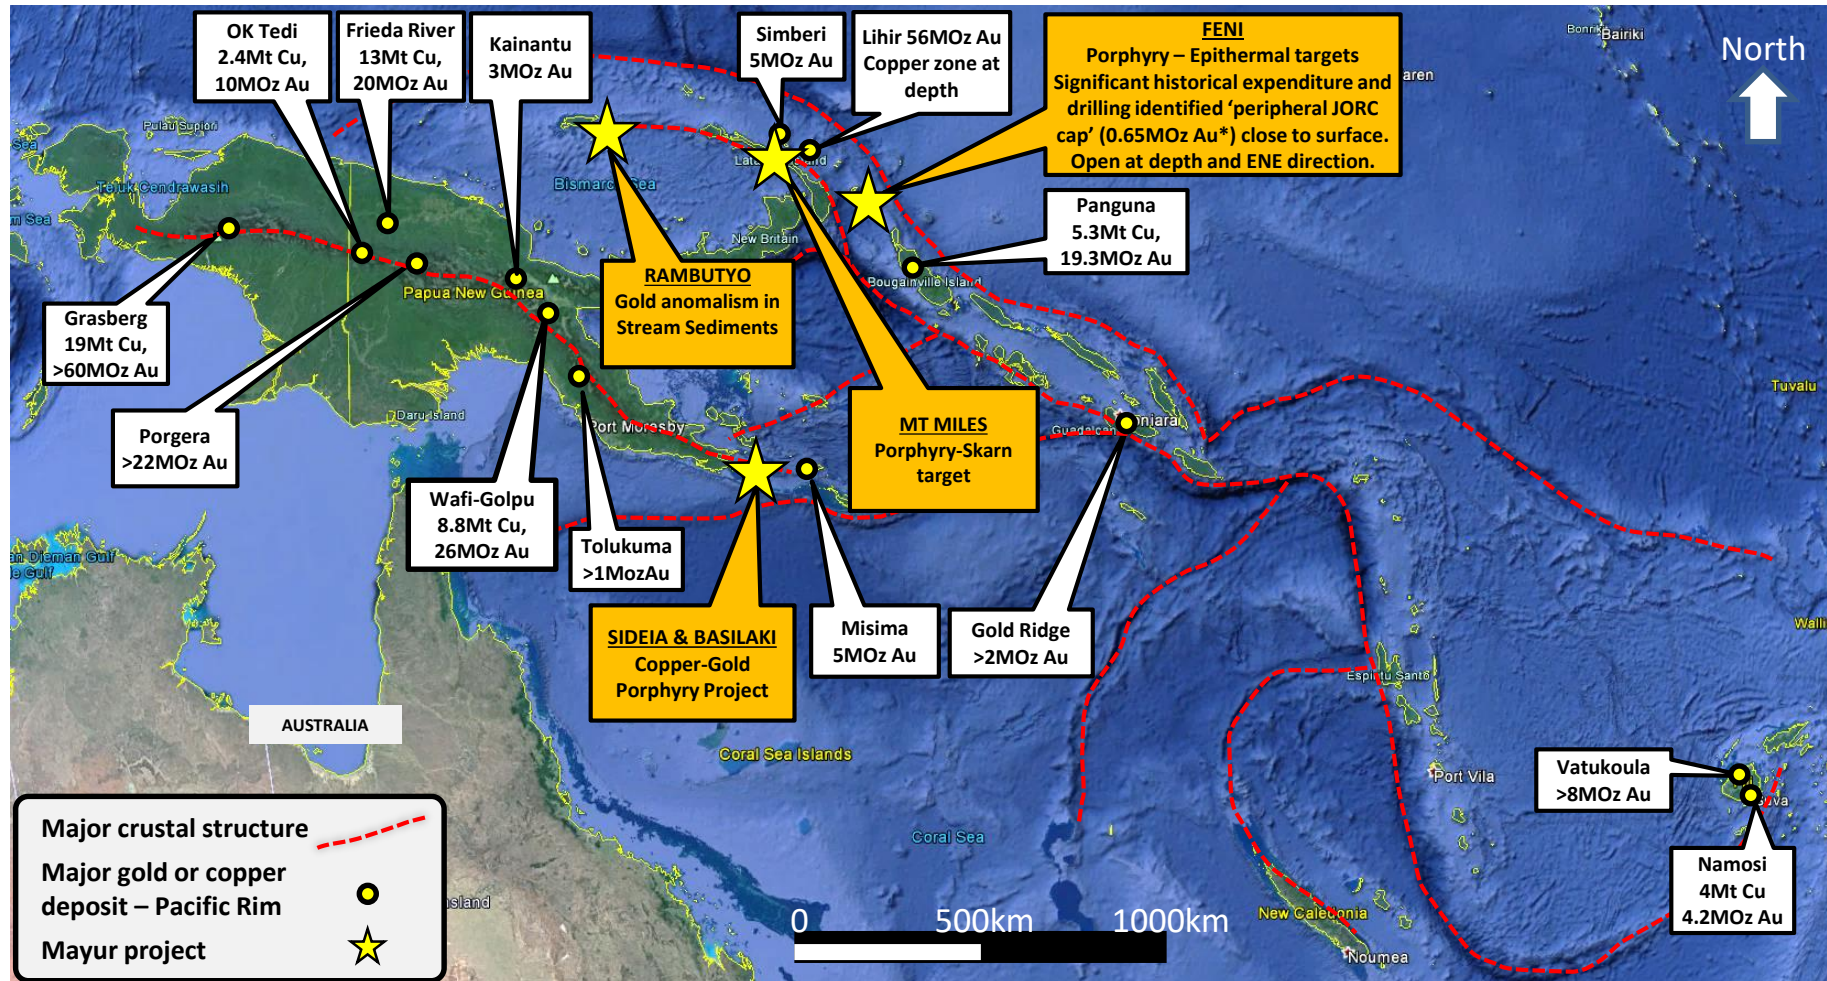 OK Tedi
2.4Mt Cu,
10MOz Au
Frieda River
13Mt Cu,
20MOz Au
Kainantu
3MOz Au
Simberi
5MOz Au
Lihir 56MOz Au
Copper zone at
depth
FENI
Porphyry – Epithermal targets
Significant historical expenditure and
drilling identified ‘peripheral JORC
cap’ (0.65MOz Au*) close to surface.
Open at depth and ENE direction.
Bairiki
North
Pulau Supiori
Teluk Cendrawasih
Bismarck Sea
New Britain
Panguna
5.3Mt Cu,
19.3MOz Au
Bougainville Island
Papua New Guinea
RAMBUTYO
Gold anomalism in
Stream Sediments
Grasberg
19Mt Cu,
>60MOz Au
Tuvalu
Daru Island
Port Moresby
Porgera
>22MOz Au
MT MILES
Porphyry-Skarn
target
Wafi-Golpu
8.8Mt Cu,
26MOz Au
Tolukuma
>1MozAu
SIDEIA & BASILAKI
Copper-Gold
Porphyry Project
Misima
5MOz Au
Gold Ridge
>2MOz Au
Espiritu Santo
AUSTRALIA
Coral Sea Islands
Port Vila
Vatukoula
>8MOz Au
Suva
Coral Sea
Namosi
4Mt Cu
4.2MOz Au
New Caledonia
Noumea
Major crustal structure
Major gold or copper
deposit – Pacific Rim
Mayur project
0 500km 1000km